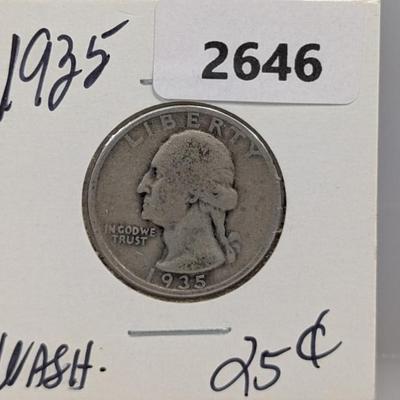 1935
2646
LIBERTY
IN GOD WE
TRUST
1935
WASH.
25¢